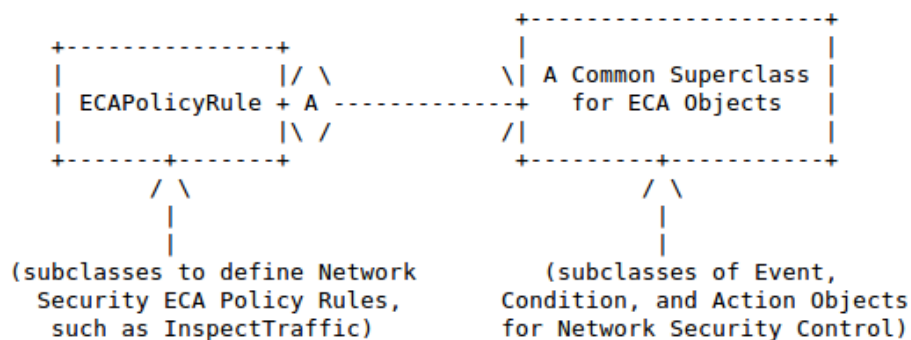 +----------------------+
+---------------+ | |
| |/ \ \| A Common Superclass |
| ECAPolicyRule + A -------------+ for ECA Objects |
| |\ / /| |
+-------+-------+ +---------+------------+
/ \ / \
| |
| |
(subclasses to define Network (subclasses of Event,
Security ECA Policy Rules, Condition, and Action Objects
such as InspectTraffic) for Network Security Control)